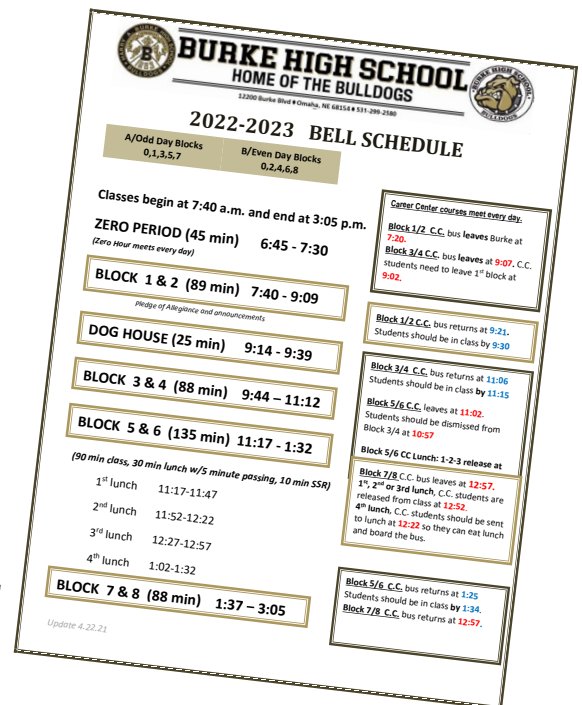 BURKE HIGH SCHOOL
HOME OF THE BULLDOGS
12200 Burke Blvd ♦ Omaha, NE 68154 ♦ 531-299-2580
BURKE HIGH SCHOOL
BULLDOGS
2022-2023 BELL SCHEDULE
A/Odd Day Blocks
0,1,3,5,7
B/Even Day Blocks
0,2,4,6,8
Classes begin at 7:40 a.m. and end at 3:05 p.m.
ZERO PERIOD (45 min) 6:45 - 7:30
(Zero Hour meets every day)
BLOCK 1 & 2 (89 min) 7:40 - 9:09
Pledge of Allegiance and announcements
DOG HOUSE (25 min) 9:14 - 9:39
BLOCK 3 & 4 (88 min) 9:44 – 11:12
BLOCK 5 & 6 (135 min) 11:17 - 1:32
(90 min class, 30 min lunch w/5 minute passing, 10 min SSR)
1st lunch 11:17-11:47
2nd lunch 11:52-12:22
3rd lunch 12:27-12:57
4th lunch 1:02-1:32
BLOCK 7 & 8 (88 min) 1:37 – 3:05
Update 4.22.21
Career Center courses meet every day.
Block 1/2 C.C. bus leaves Burke at
7:20.
Block 3/4 C.C. bus leaves at 9:07. C.C.
students need to leave 1st block at
9:02.
Block 1/2 C.C. bus returns at 9:21.
Students should be in class by 9:30
Block 3/4 C.C. bus returns at 11:06
Students should be in class by 11:15
Block 5/6 C.C. leaves at 11:02.
Students should be dismissed from
Block 3/4 at 10:57
Block 5/6 CC Lunch: 1-2-3 release at
Block 7/8 C.C. bus leaves at 12:57.
1st, 2nd or 3rd lunch, C.C. students are
released from class at 12:52.
4th lunch, C.C. students should be sent
to lunch at 12:22 so they can eat lunch
and board the bus.
Block 5/6 C.C. bus returns at 1:25
Students should be in class by 1:34.
Block 7/8 C.C. bus returns at 12:57.